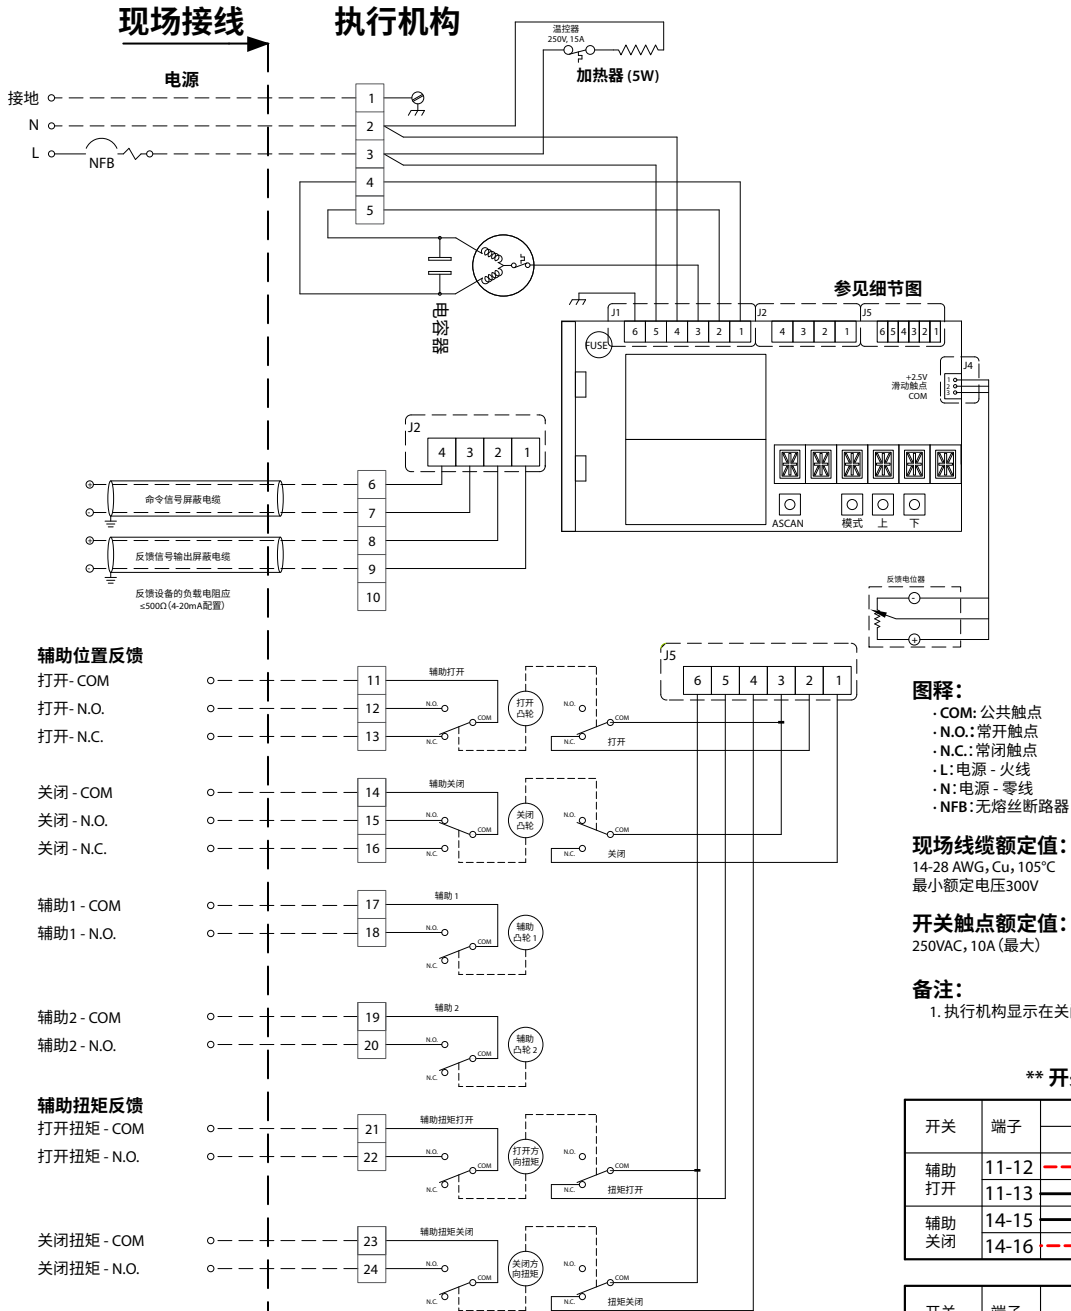 现场接线
执行机构
温控器
250V, 15A
加热器 (5W)
电源
接地
N
L
NFB
1
2
3
4
5
电容器
参见细节图
J1
J2
J5
FUSE
6 5 4 3 2 1
4 3 2 1
6 5 4 3 2 1
J4
+2.5V
滑动触点
COM
1
2
3
ASCAN
模式
上
下
J2
4 3 2 1
命令信号屏蔽电缆
反馈信号输出屏蔽电缆
反馈设备的负载电阻应
≤500Ω(4-20mA配置)
6
7
8
9
10
反馈电位器
-
+
辅助位置反馈
打开- COM
打开- N.O.
打开- N.C.
11
12
13
辅助打开
N.O.
COM
N.C.
打开
凸轮
N.O.
COM
N.C.
打开
J5
6 5 4 3 2 1
关闭 - COM
关闭 - N.O.
关闭 - N.C.
14
15
16
辅助关闭
N.O.
COM
N.C.
关闭
凸轮
N.O.
COM
N.C.
关闭
辅助1 - COM
辅助1 - N.O.
17
18
辅助 1
N.O.
COM
N.C.
辅助
凸轮 1
辅助2 - COM
辅助2 - N.O.
19
20
辅助 2
N.O.
COM
N.C.
辅助
凸轮 2
辅助扭矩反馈
打开扭矩 - COM
打开扭矩 - N.O.
21
22
辅助扭矩打开
N.O.
COM
N.C.
打开方
向扭矩
N.O.
COM
N.C.
扭矩打开
关闭扭矩 - COM
关闭扭矩 - N.O.
23
24
辅助扭矩关闭
N.O.
COM
N.C.
关闭方
向扭矩
N.O.
COM
N.C.
扭矩关闭
图释：
· COM: 公共触点
· N.O.：常开触点
· N.C.：常闭触点
· L：电源 - 火线
· N：电源 - 零线
· NFB：无熔丝断路器
现场线缆额定值：
14-28 AWG，Cu，105°C
最小额定电压300V
开关触点额定值：
250VAC，10A（最大）
备注：
1. 执行机构显示在关
** 开
开关 端子
辅助
打开
11-12
11-13
辅助
关闭
14-15
14-16